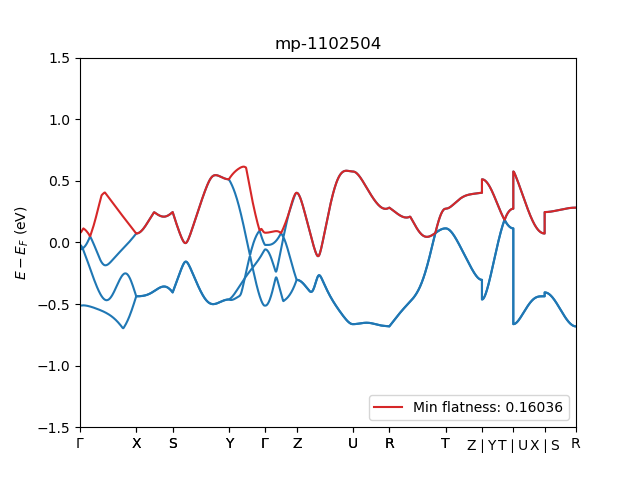 mp-1102504
E − E_F (eV)
1.5
1.0
0.5
0.0
−0.5
−1.0
−1.5
Min flatness: 0.16036
Γ X S Y Γ Z U R T Z|Y T|U X|S R